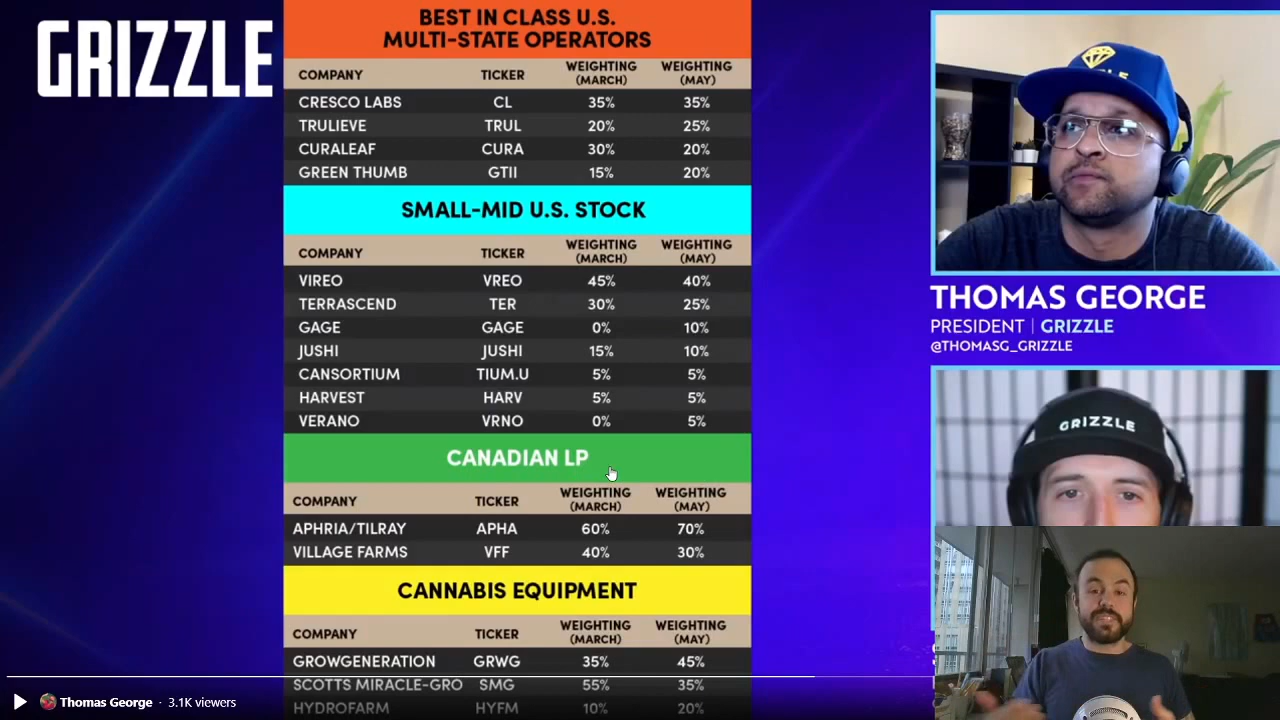 GRIZZLE
BEST IN CLASS U.S.
MULTI-STATE OPERATORS
COMPANY TICKER WEIGHTING (MARCH) WEIGHTING (MAY)
CRESCO LABS CL 35% 35%
TRULIEVE TRUL 20% 25%
CURALEAF CURA 30% 20%
GREEN THUMB GTII 15% 20%
SMALL-MID U.S. STOCK
COMPANY TICKER WEIGHTING (MARCH) WEIGHTING (MAY)
VIREO VREO 45% 40%
TERRASCEND TER 30% 25%
GAGE GAGE 0% 10%
JUSHI JUSHI 15% 10%
CANSORTIUM TIUM.U 5% 5%
HARVEST HARV 5% 5%
VERANO VRNO 0% 5%
CANADIAN LP
COMPANY TICKER WEIGHTING (MARCH) WEIGHTING (MAY)
APHRIA/TILRAY APHA 60% 70%
VILLAGE FARMS VFF 40% 30%
CANNABIS EQUIPMENT
COMPANY TICKER WEIGHTING (MARCH) WEIGHTING (MAY)
GROWGENERATION GRWG 35% 45%
SCOTTS MIRACLE-GRO SMG 55% 35%
HYDROFARM HYFM 10% 20%
THOMAS GEORGE
PRESIDENT | GRIZZLE
@THOMASG_GRIZZLE
GRIZZLE
Thomas George · 3.1K viewers